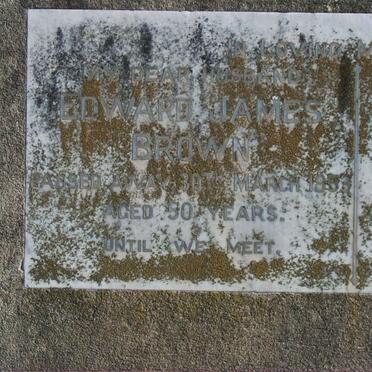 IN LOVING
MY DEAR HUSBAND
EDWARD JAMES
BROWN
PASSED AWAY MARCH
AGED 50 YEARS.
UNTIL WE MEET.